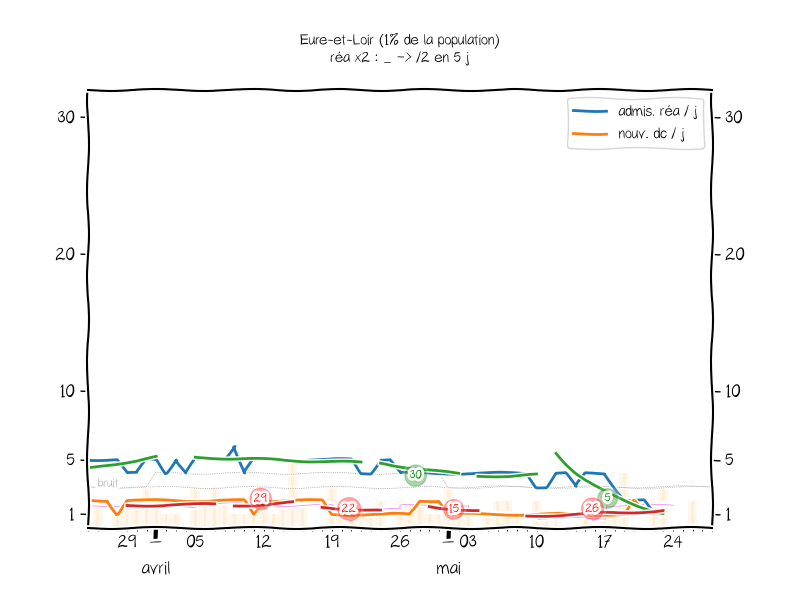 Eure-et-Loir (1% de la population)
réa x2 : _ -> /2 en 5 j
admis. réa / j
nouv. dc / j
30
30
20
20
10
10
5
5
1
1
bruit
30
5
29
22
15
26
29 05 12 19 26 03 10 17 24
avril mai